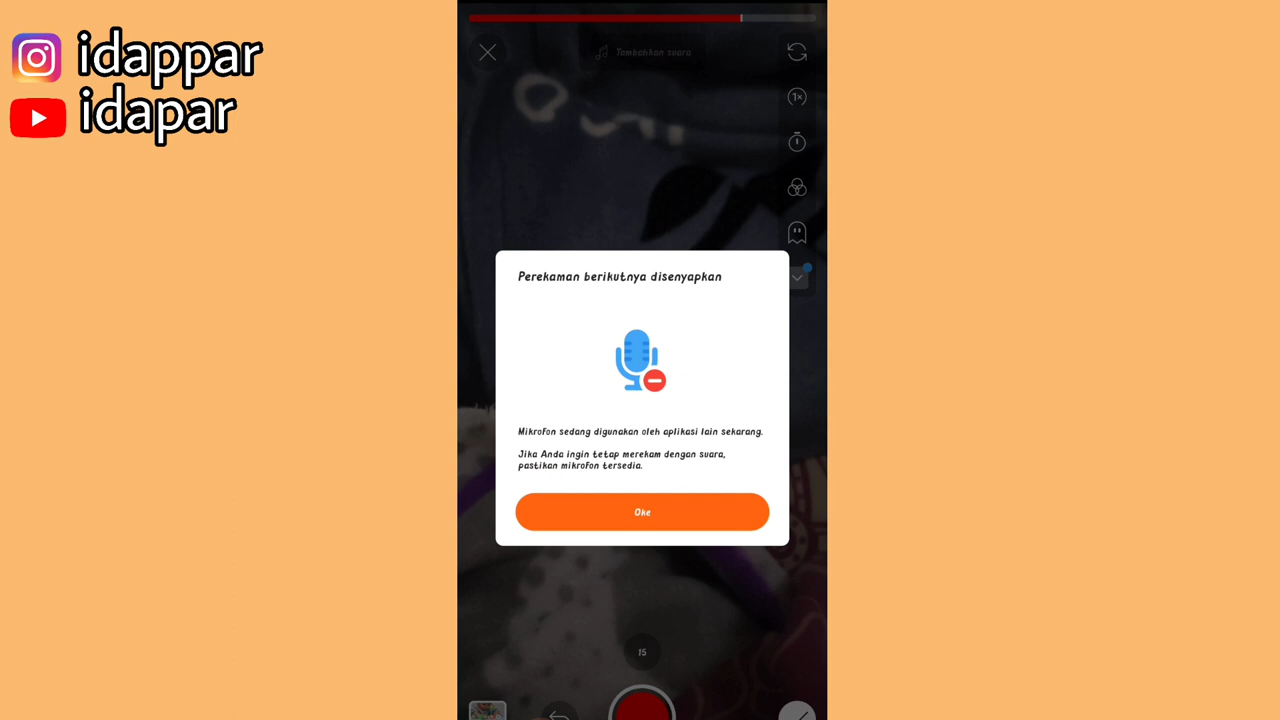 idappar
idapar
Tambahkan suara
1×
Perekaman berikutnya disenyapkan
Mikrofon sedang digunakan oleh aplikasi lain sekarang.
Jika Anda ingin tetap merekam dengan suara,
pastikan mikrofon tersedia.
Oke
15